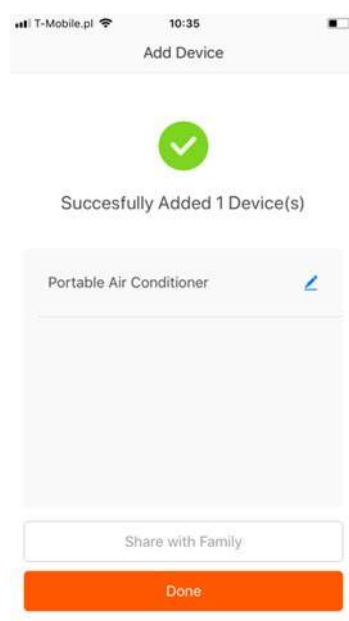 T-Mobile.pl 10:35
Add Device
Succesfully Added 1 Device(s)
Portable Air Conditioner
Share with Family
Done